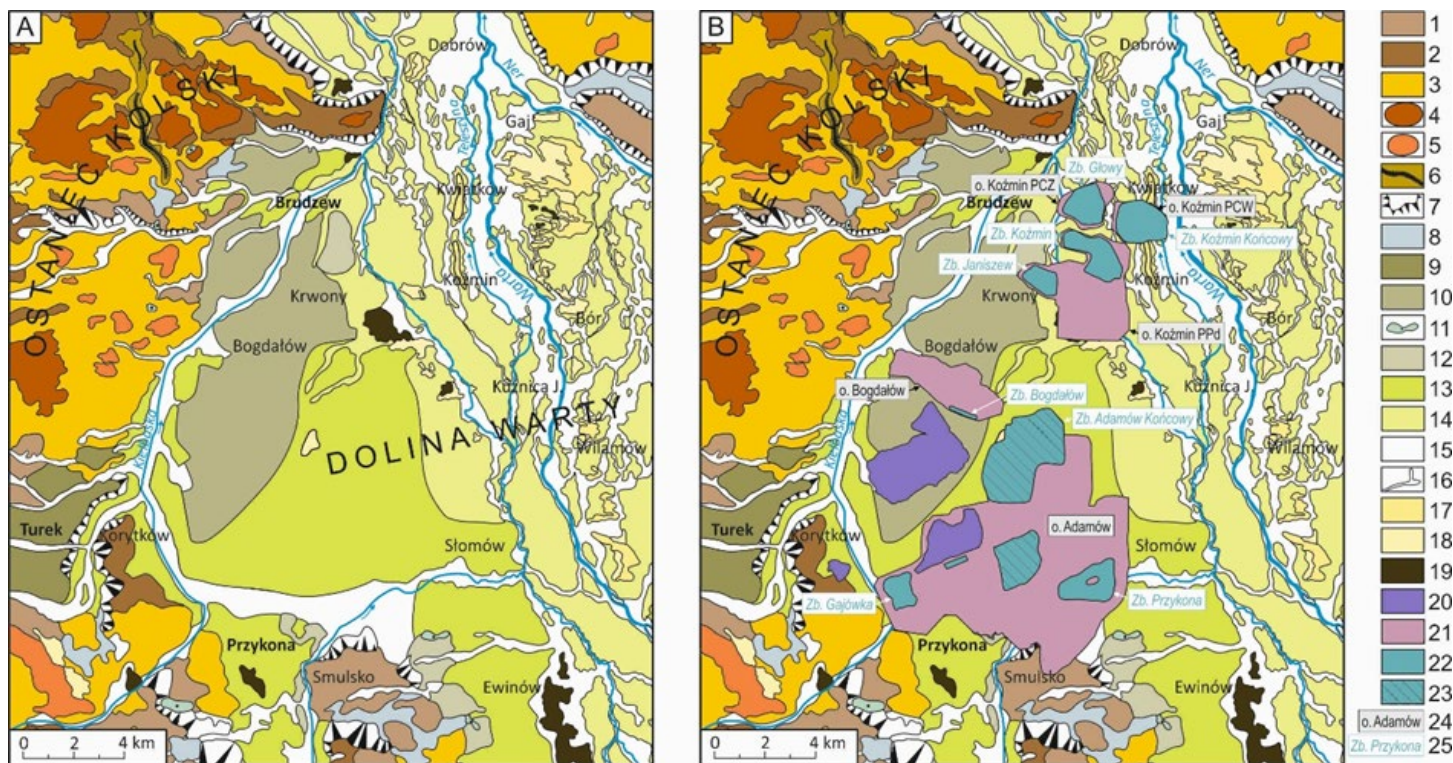 A
Dobrów
Ner
OSTANIEC KOLSKI
Teleszyna
Gaj
Kwiatków
Brudzew
Warta
Koźmin
Krwony
Bór
Bogdałów
Kuźnica J.
Kiełbaska
DOLINA WARTY
Wilamów
Turek
Korytków
Słomów
Przykona
Smulsko
Ewinów
0 2 4 km
B
Dobrów
Ner
OSTANIEC KOLSKI
Teleszyna
Gaj
Zb. Głowy
o. Koźmin PCZ
Kwiatków
Brudzew
o. Koźmin PCW
Zb. Koźmin
Zb. Koźmin Końcowy
Zb. Janiszew
Warta
Koźmin
Krwony
Bór
o. Koźmin PPd
Bogdałów
Kuźnica J.
o. Bogdałów
Zb. Bogdałów
Zb. Adamów Końcowy
Kiełbaska
Wilamów
Turek
Korytków
o. Adamów
Słomów
Zb. Gajówka
Zb. Przykona
Przykona
Smulsko
Ewinów
0 2 4 km
1
2
3
4
5
6
7
8
9
10
11
12
13
14
15
16
17
18
19
20
21
22
23
o. Adamów 24
Zb. Przykona 25